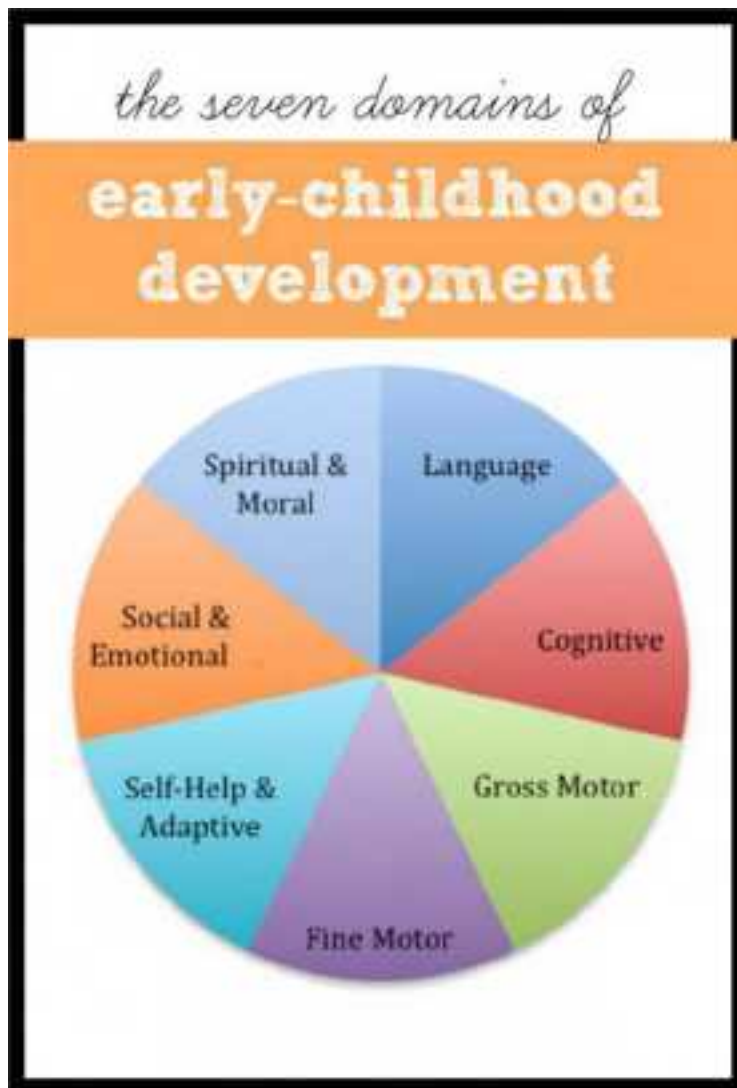 the seven domains of
early-childhood
development
Spiritual &
Moral
Language
Social &
Emotional
Cognitive
Self-Help &
Adaptive
Gross Motor
Fine Motor